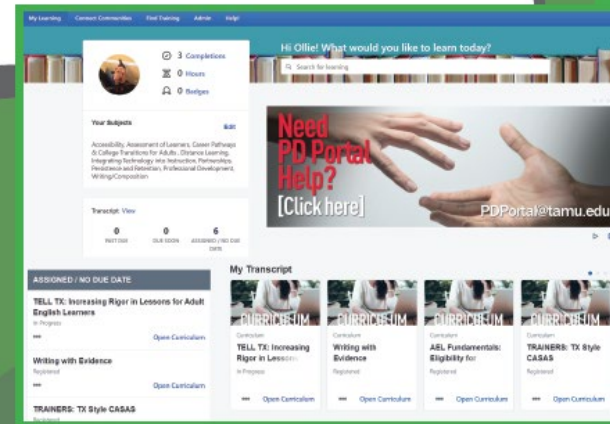 My Learning Connect Communities Find Training Admin Help!
Hi Ollie! What would you like to learn today?
Search for learning
3 Completions
0 Hours
0 Badges
Your Subjects
Edit
Accessibility, Assessment of Learners, Career Pathways
& College Transitions for Adults, Distance Learning,
Integrating Technology into Instruction, Partnerships,
Persistence and Retention, Professional Development,
Writing/Composition
Transcript: View
0 0 6
PAST DUE DUE SOON ASSIGNED / NO DUE
DATE
Need
PD Portal
Help?
[Click here]
PDPortal@tamu.edu
ASSIGNED / NO DUE DATE
TELL TX: Increasing Rigor in Lessons for Adult
English Learners
In Progress
Open Curriculum
Writing with Evidence
Registered
Open Curriculum
TRAINERS: TX Style CASAS
Registered
My Transcript
CURRICULUM
Curriculum
TELL TX: Increasing
Rigor in Lessons
In Progress
Open Curriculum
CURRICULUM
Curriculum
Writing with
Evidence
Registered
Open Curriculum
CURRICULUM
Curriculum
AEL Fundamentals:
Eligibility for
Registered
Open Curriculum
CURRICULUM
Curriculum
TRAINERS: TX Style
CASAS
Registered
Open Curriculum